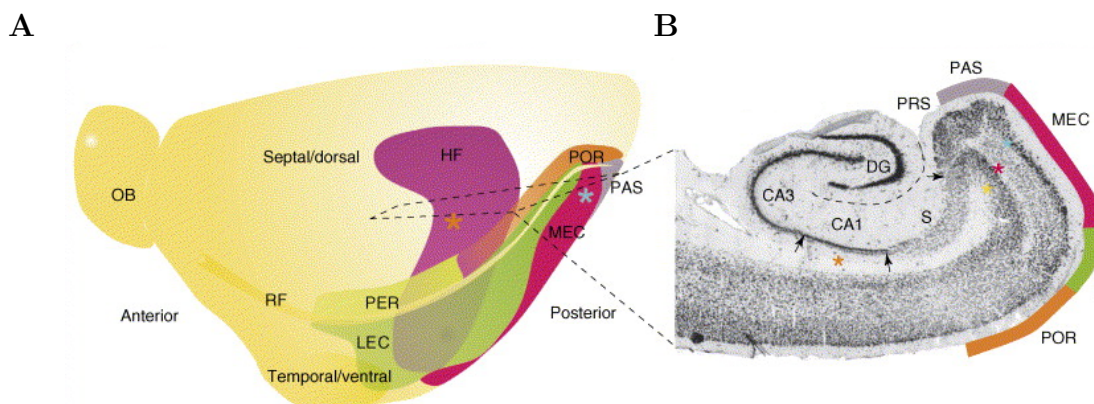 A
B
PAS
PRS
MEC
Septal/dorsal
HF
POR
DG
PAS
OB
CA3
S
CA1
MEC
RF
PER
Anterior
Posterior
LEC
POR
Temporal/ventral